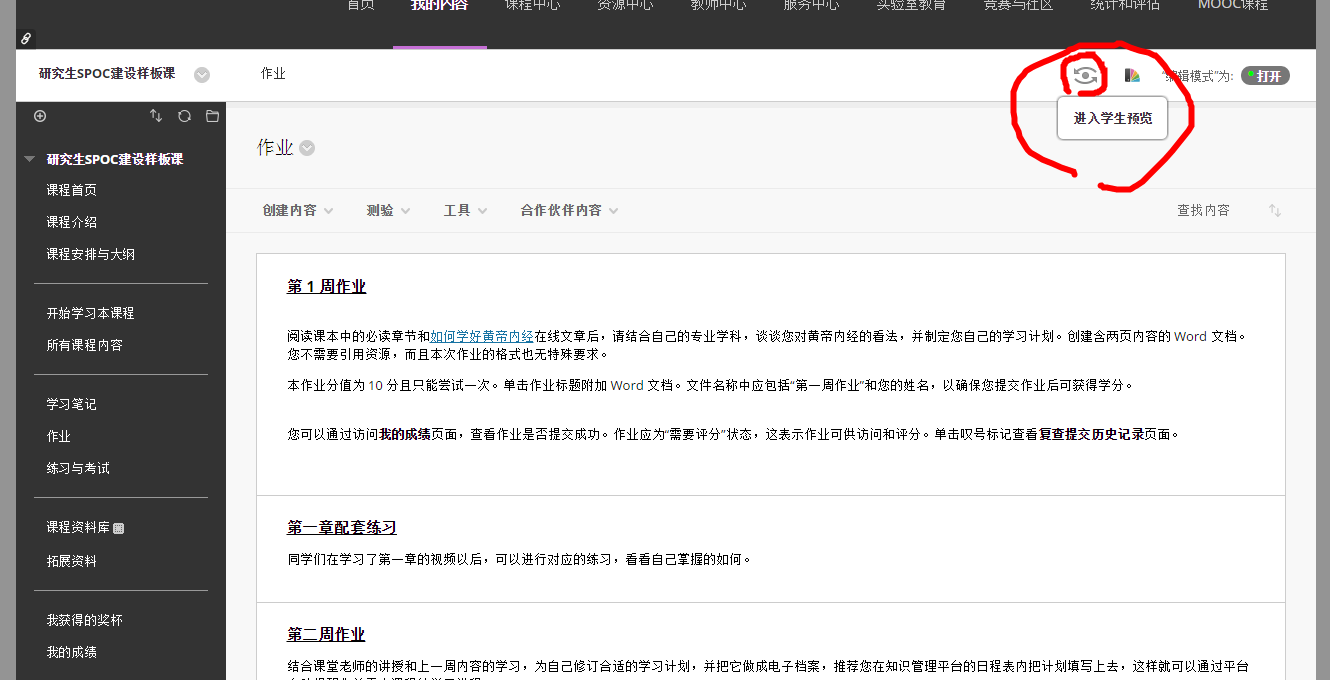 首页 我的内容 课程中心 资源中心 教师中心 服务中心 实验室教育 竞赛与社区 统计和评估 MOOC课程
研究生SPOC建设样板课 作业 “编辑模式”为: 打开
进入学生预览
研究生SPOC建设样板课
课程首页
课程介绍
课程安排与大纲
开始学习本课程
所有课程内容
学习笔记
作业
练习与考试
课程资料库
拓展资料
我获得的奖杯
我的成绩
作业
创建内容 测验 工具 合作伙伴内容 查找内容
第 1 周作业
阅读课本中的必读章节和如何学好黄帝内经在线文章后，请结合自己的专业学科，谈谈您对黄帝内经的看法，并制定您自己的学习计划。创建含两页内容的 Word 文档。
您不需要引用资源，而且本次作业的格式也无特殊要求。
本作业分值为 10 分且只能尝试一次。单击作业标题附加 Word 文档。文件名称中应包括“第一周作业”和您的姓名，以确保您提交作业后可获得学分。
您可以通过访问我的成绩页面，查看作业是否提交成功。作业应为“需要评分”状态，这表示作业可供访问和评分。单击叹号标记查看复查提交历史记录页面。
第一章配套练习
同学们在学习了第一章的视频以后，可以进行对应的练习，看看自己掌握的如何。
第二周作业
结合课堂老师的讲授和上一周内容的学习，为自己修订合适的学习计划，并把它做成电子档案，推荐您在知识管理平台的日程表内把计划填写上去，这样就可以通过平台